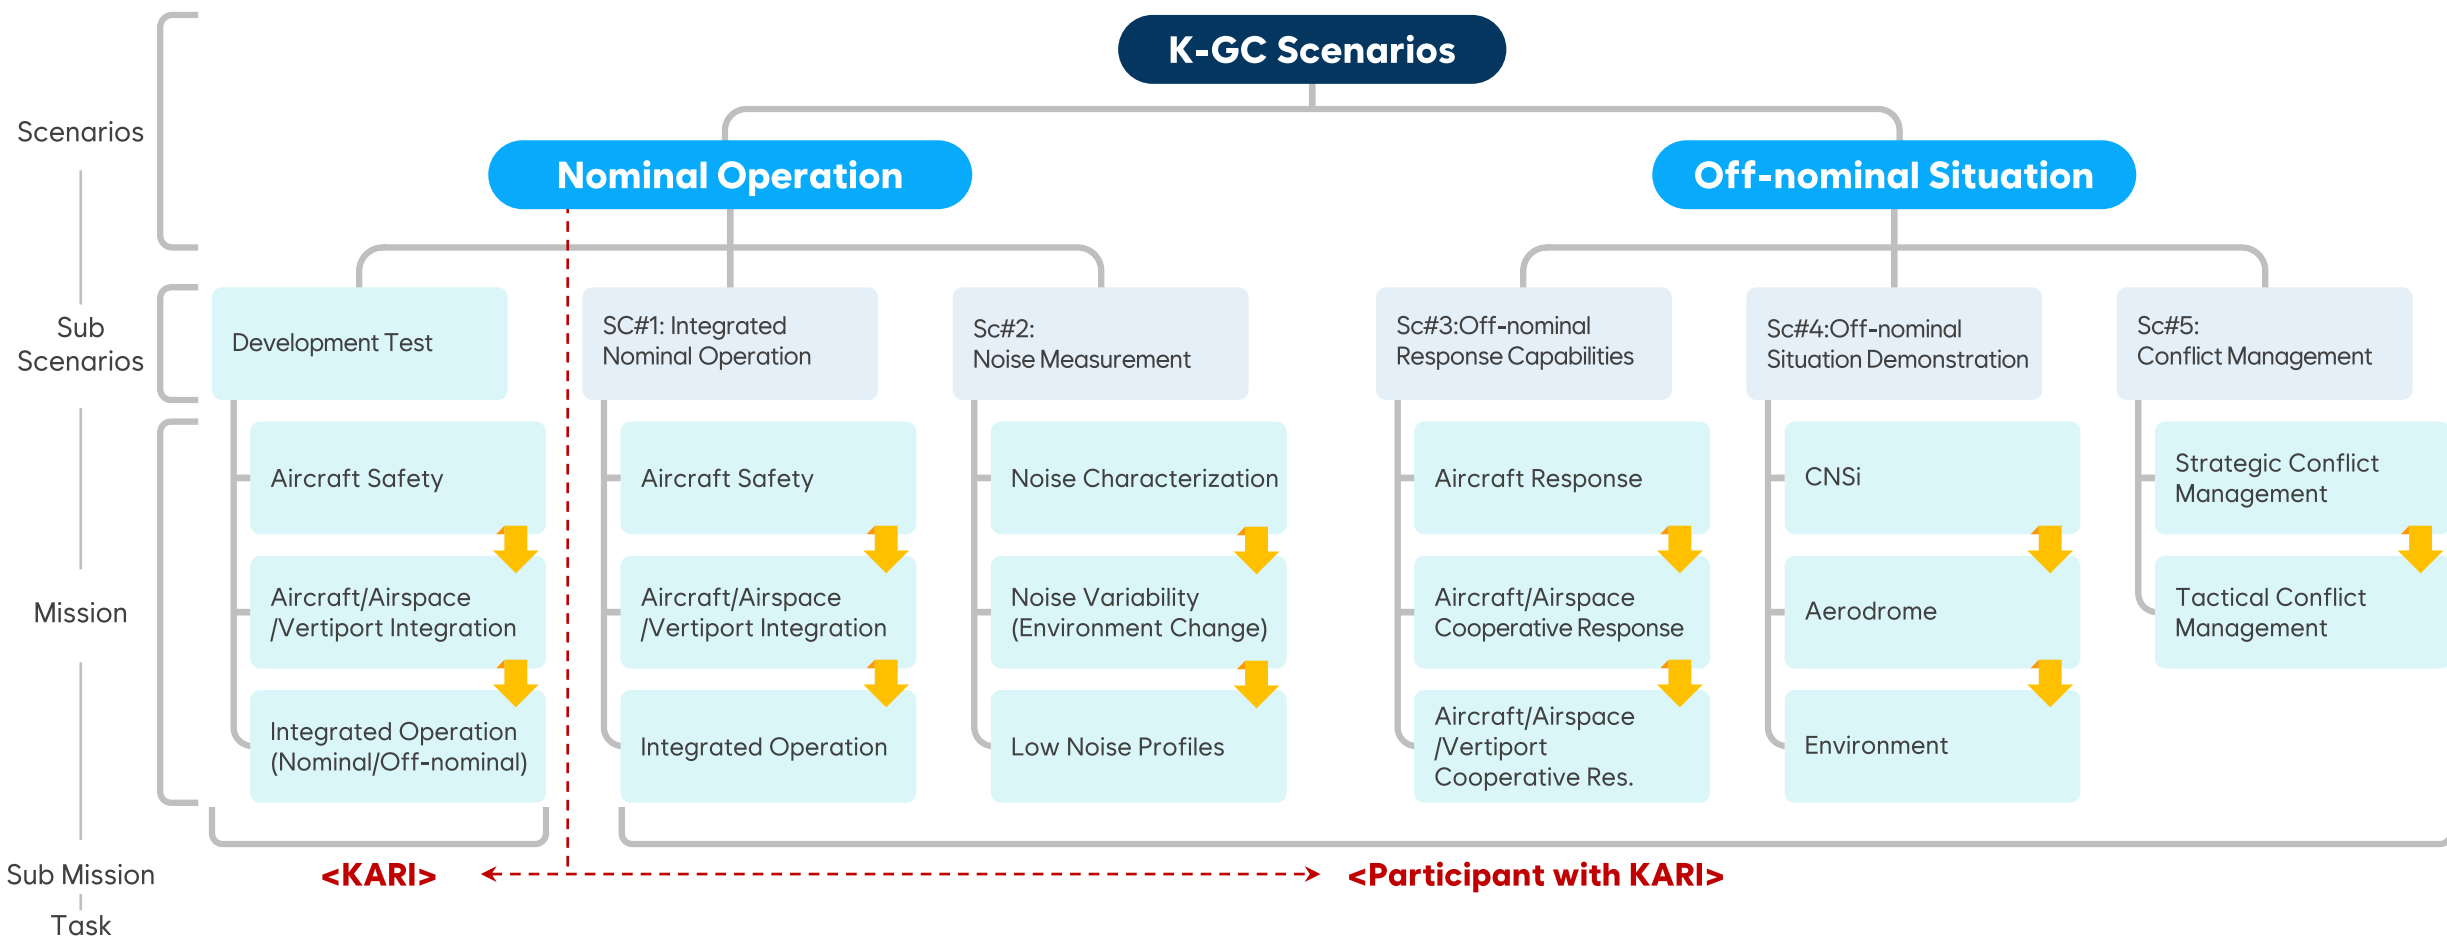 K-GC Scenarios
Scenarios
Nominal Operation
Off-nominal Situation
Sub
Scenarios
Development Test
SC#1: Integrated
Nominal Operation
Sc#2:
Noise Measurement
Sc#3:Off-nominal
Response Capabilities
Sc#4:Off-nominal
Situation Demonstration
Sc#5:
Conflict Management
Mission
Aircraft Safety
Aircraft/Airspace
/Vertiport Integration
Integrated Operation
(Nominal/Off-nominal)
Aircraft Safety
Aircraft/Airspace
/Vertiport Integration
Integrated Operation
Noise Characterization
Noise Variability
(Environment Change)
Low Noise Profiles
Aircraft Response
Aircraft/Airspace
Cooperative Response
Aircraft/Airspace
/Vertiport
Cooperative Res.
CNSi
Aerodrome
Environment
Strategic Conflict
Management
Tactical Conflict
Management
Sub Mission
<KARI>
<Participant with KARI>
Task